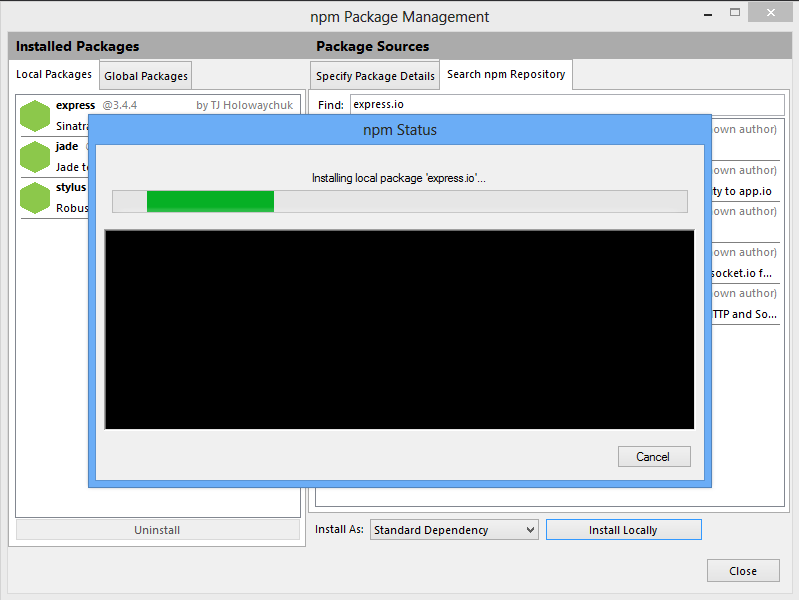 npm Package Management
Installed Packages
Package Sources
Local Packages
Global Packages
Specify Package Details
Search npm Repository
express @3.4.4 by TJ Holowaychuk
Sinatra
jade
Jade
stylus
Find: express.io
own author)
own author)
ty to app.io
own author)
own author)
socket.io f...
own author)
TTP and So...
npm Status
Installing local package 'express.io'...
Cancel
Uninstall
Install As: Standard Dependency
Install Locally
Close